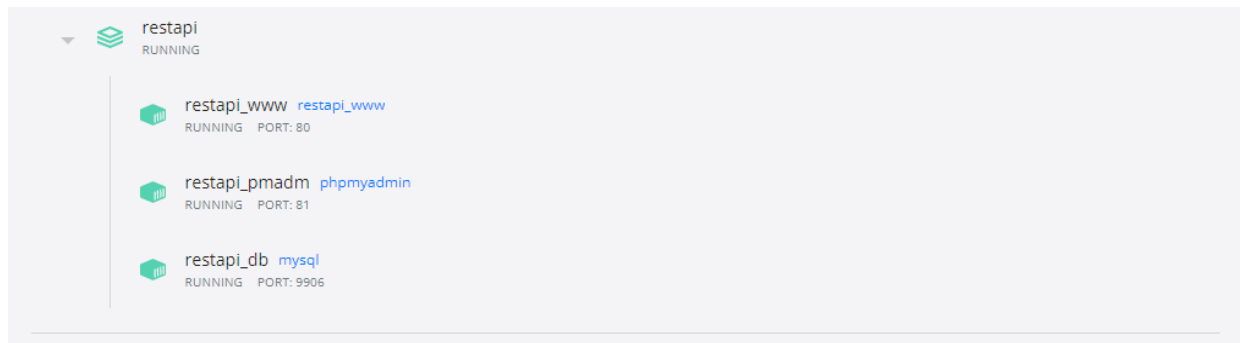 restapi
RUNNING
restapi_www restapi_www
RUNNING PORT: 80
restapi_pmadm phpmyadmin
RUNNING PORT: 81
restapi_db mysql
RUNNING PORT: 9906